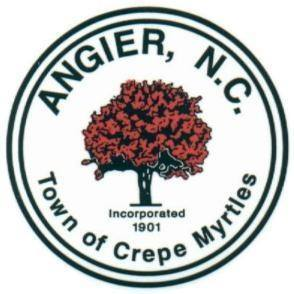 ANGIER, N.C.
Incorporated
1901
Town of Crepe Myrtles